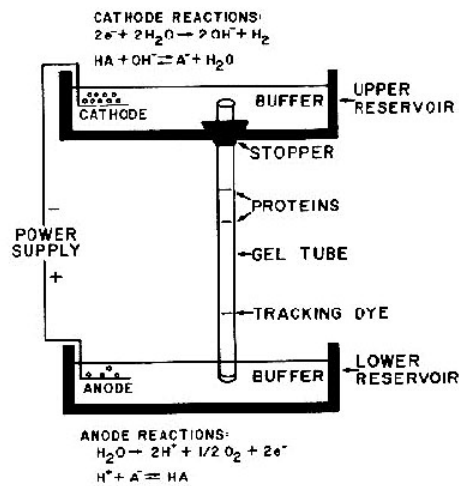 CATHODE REACTIONS:
2e⁻ + 2H₂O → 2OH⁻ + H₂
HA + OH⁻ ⇌ A⁻ + H₂O
BUFFER
UPPER
RESERVOIR
CATHODE
STOPPER
PROTEINS
−
POWER
SUPPLY
+
GEL TUBE
TRACKING DYE
BUFFER
LOWER
RESERVOIR
ANODE
ANODE REACTIONS:
H₂O → 2H⁺ + 1/2 O₂ + 2e⁻
H⁺ + A⁻ ⇌ HA